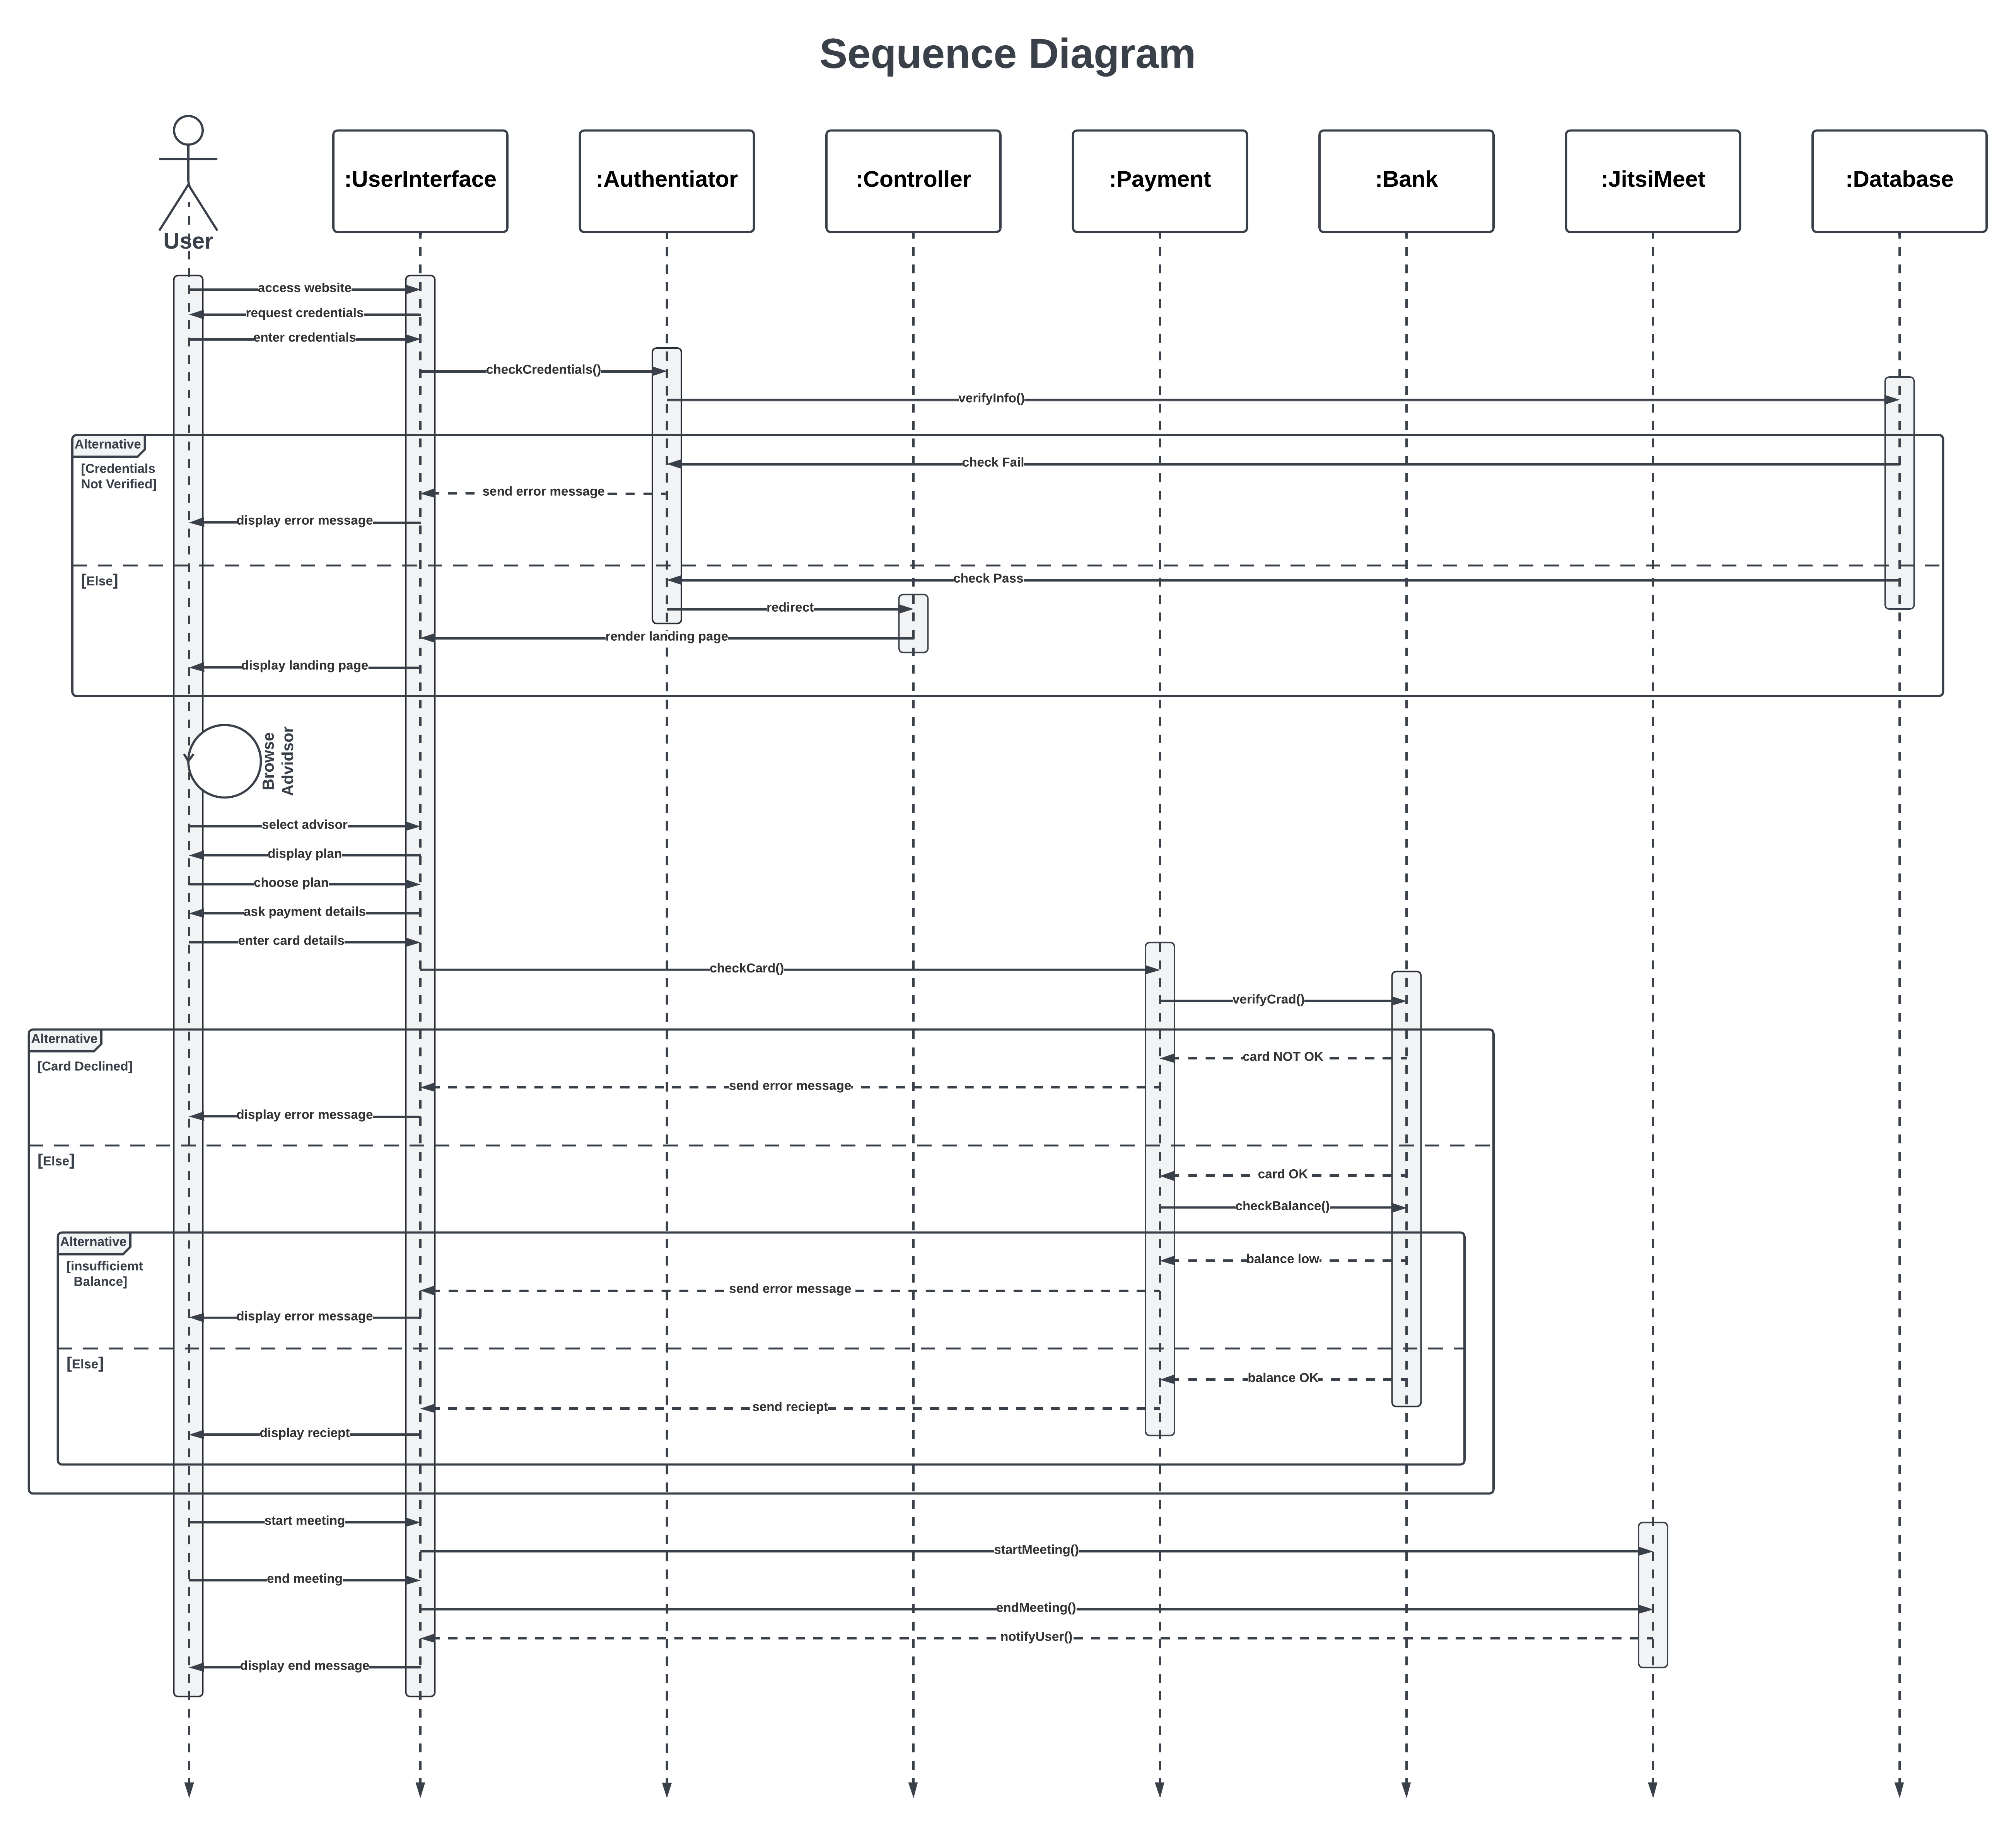 Sequence Diagram
User
:UserInterface
:Authentiator
:Controller
:Payment
:Bank
:JitsiMeet
:Database
access website
request credentials
enter credentials
checkCredentials()
verifyInfo()
Alternative
[Credentials
Not Verified]
check Fail
send error message
display error message
[Else]
check Pass
redirect
render landing page
display landing page
Browse
Advidsor
select advisor
display plan
choose plan
ask payment details
enter card details
checkCard()
verifyCrad()
Alternative
[Card Declined]
card NOT OK
send error message
display error message
[Else]
card OK
checkBalance()
Alternative
[insufficiemt
Balance]
balance low
send error message
display error message
[Else]
balance OK
send reciept
display reciept
start meeting
startMeeting()
end meeting
endMeeting()
notifyUser()
display end message